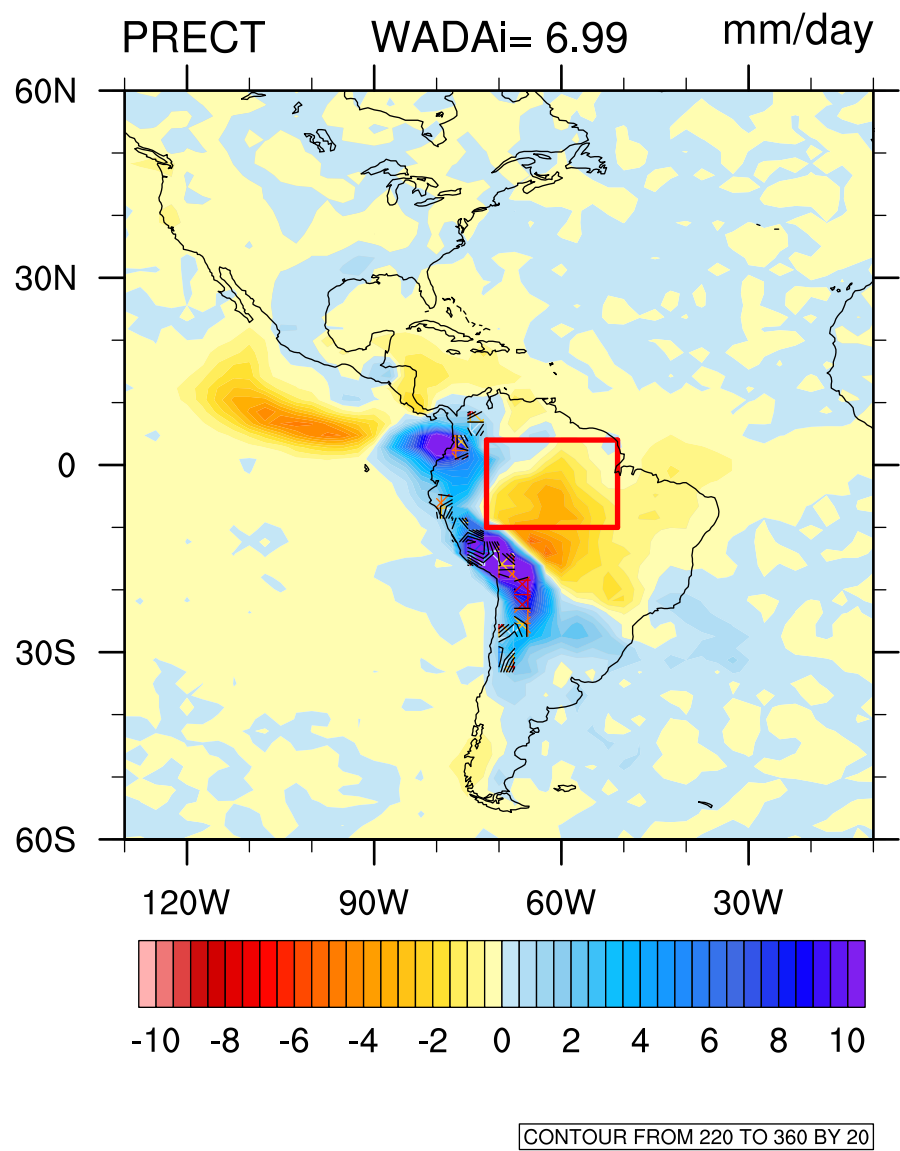 PRECT WADAi= 6.99 mm/day
60N
30N
0
30S
60S
120W 90W 60W 30W
-10 -8 -6 -4 -2 0 2 4 6 8 10
CONTOUR FROM 220 TO 360 BY 20